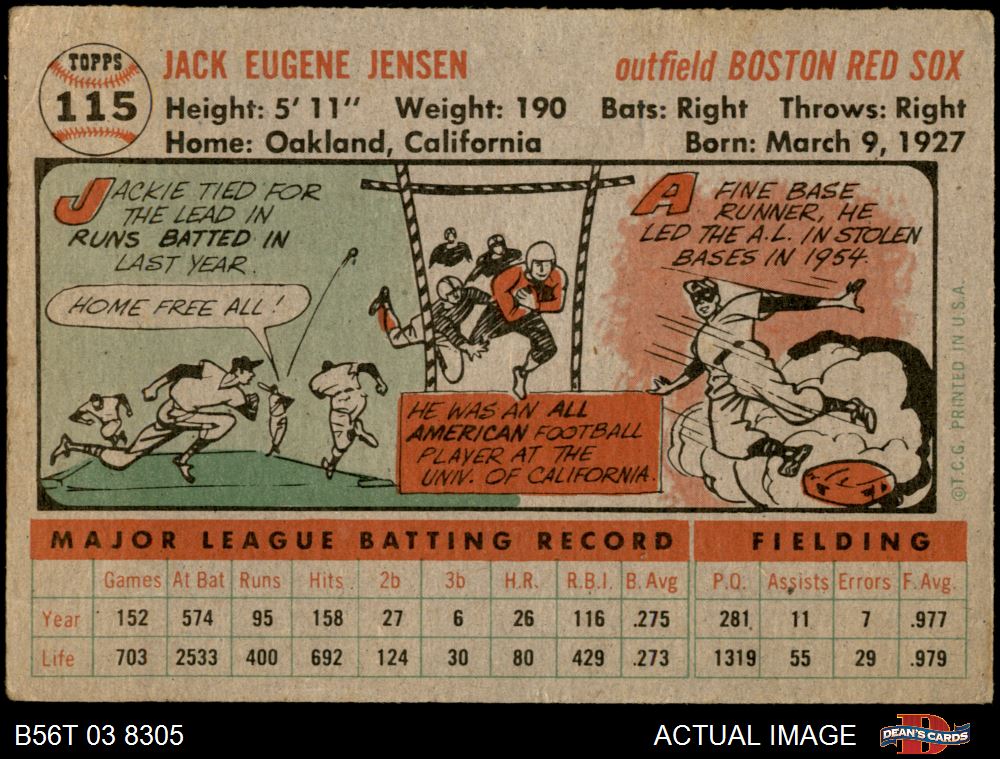 TOPPS
115
JACK EUGENE JENSEN
outfield BOSTON RED SOX
Height: 5' 11" Weight: 190 Bats: Right Throws: Right
Home: Oakland, California Born: March 9, 1927
JACKIE TIED FOR
THE LEAD IN
RUNS BATTED IN
LAST YEAR.
HOME FREE ALL!
HE WAS AN ALL
AMERICAN FOOTBALL
PLAYER AT THE
UNIV. OF CALIFORNIA.
A FINE BASE
RUNNER, HE
LED THE A.L. IN STOLEN
BASES IN 1954.
©T.C.G. PRINTED IN U.S.A.
MAJOR LEAGUE BATTING RECORD FIELDING
Games At Bat Runs Hits. 2b 3b H.R. R.B.I. B. Avg P.O. Assists Errors F. Avg.
Year 152 574 95 158 27 6 26 116 .275 281 11 7 .977
Life 703 2533 400 692 124 30 80 429 .273 1319 55 29 .979
B56T 03 8305 ACTUAL IMAGE
D
DEAN'S CARDS